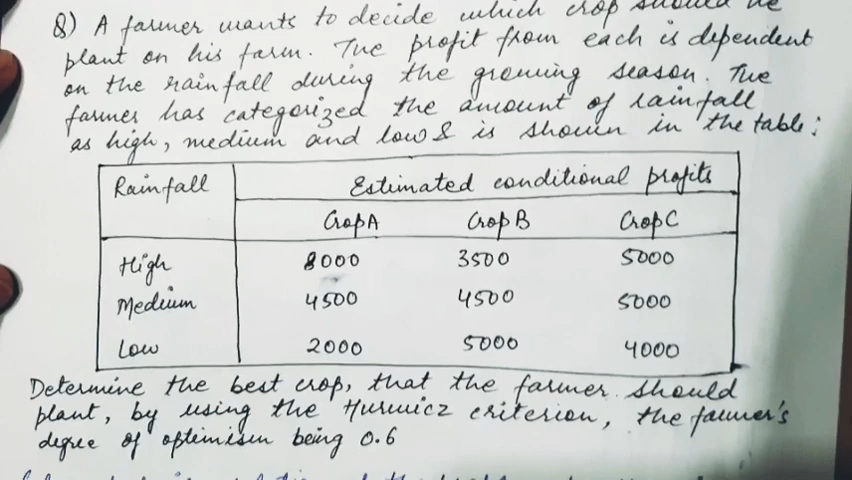 Q) A farmer wants to decide which crop should he
plant on his farm. The profit from each is dependent
on the rainfall during the growing season. The
farmer has categorized the amount of rainfall
as high, medium and low & is shown in the table:
Rainfall Estimated conditional profits
Crop A Crop B Crop C
High 8000 3500 5000
Medium 4500 4500 5000
Low 2000 5000 4000
Determine the best crop, that the farmer should
plant, by using the Hurwicz criterion, the farmer's
degree of optimism being 0.6